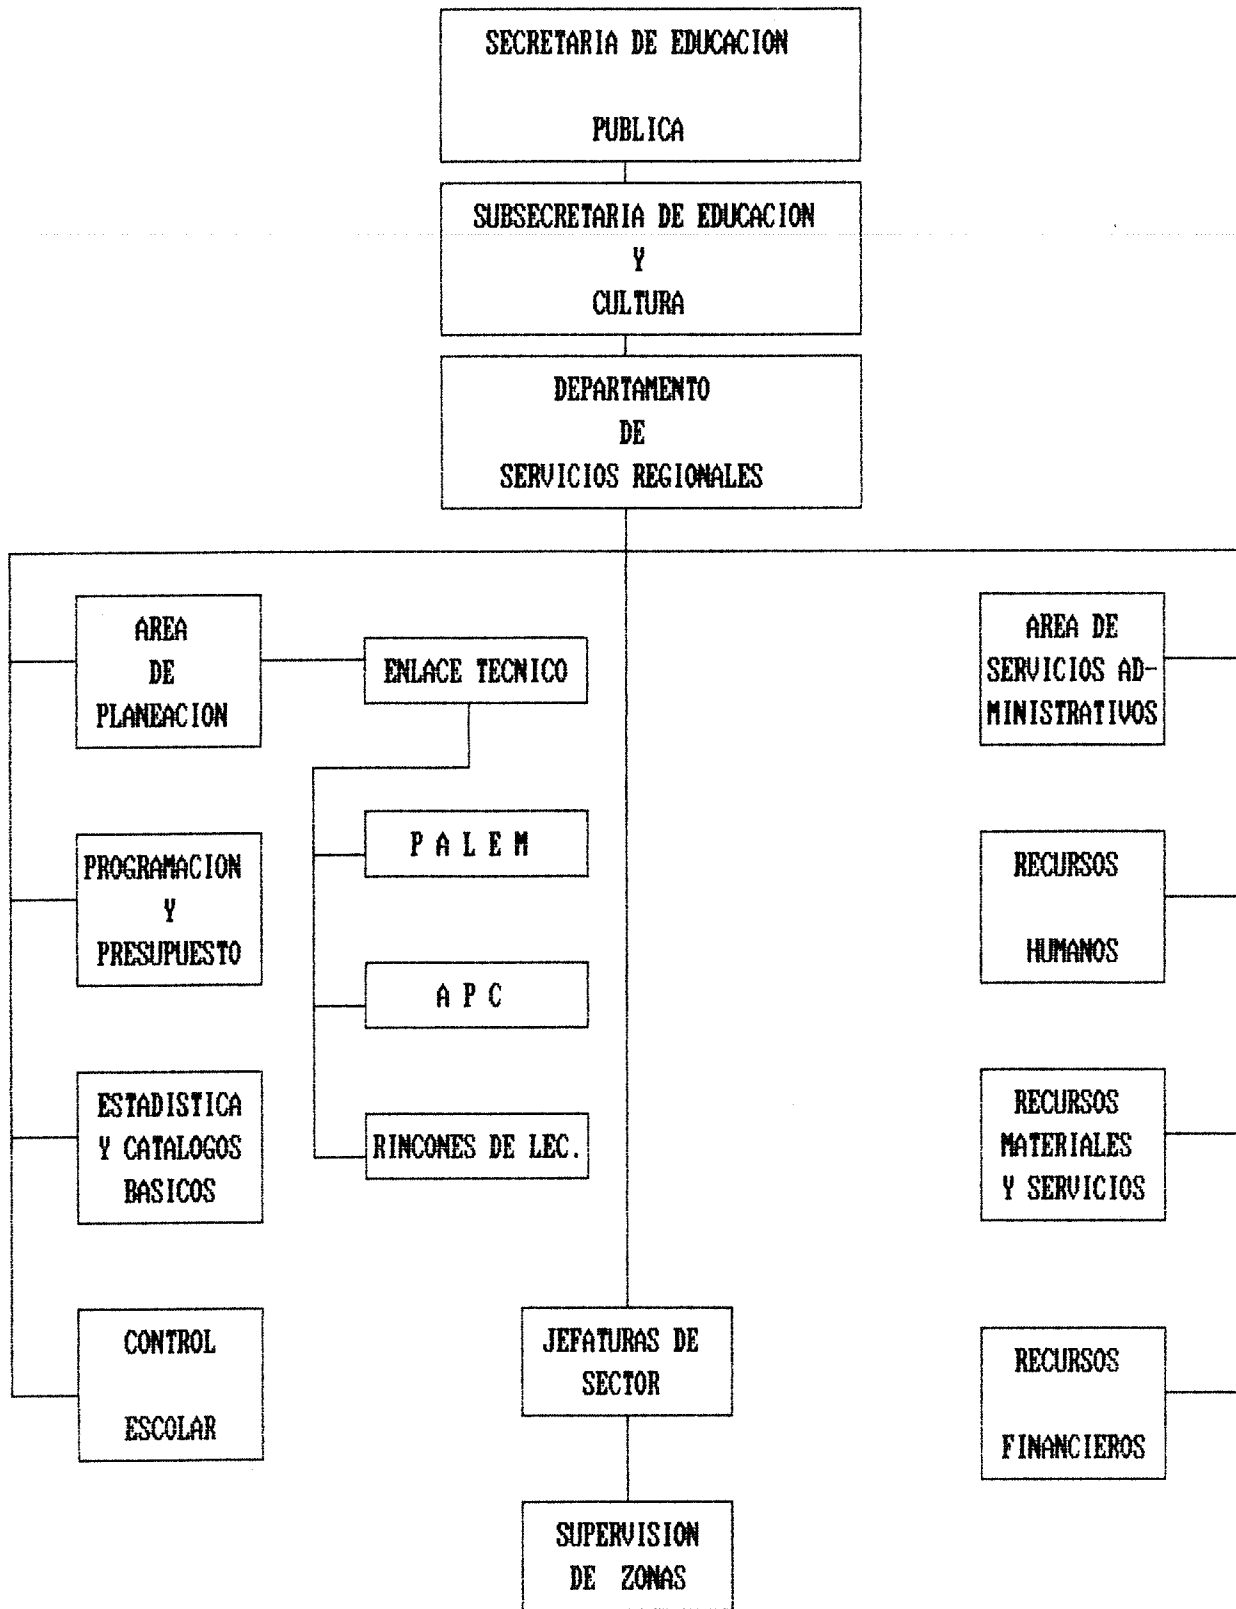 SECRETARIA DE EDUCACION
PUBLICA
SUBSECRETARIA DE EDUCACION
Y
CULTURA
DEPARTAMENTO
DE
SERVICIOS REGIONALES
AREA
DE
PLANEACION
ENLACE TECNICO
AREA DE
SERVICIOS AD-
MINISTRATIVOS
PROGRAMACION
Y
PRESUPUESTO
P A L E M
RECURSOS
HUMANOS
A P C
ESTADISTICA
Y CATALOGOS
BASICOS
RINCONES DE LEC.
RECURSOS
MATERIALES
Y SERVICIOS
CONTROL
ESCOLAR
JEFATURAS DE
SECTOR
RECURSOS
FINANCIEROS
SUPERVISION
DE ZONAS